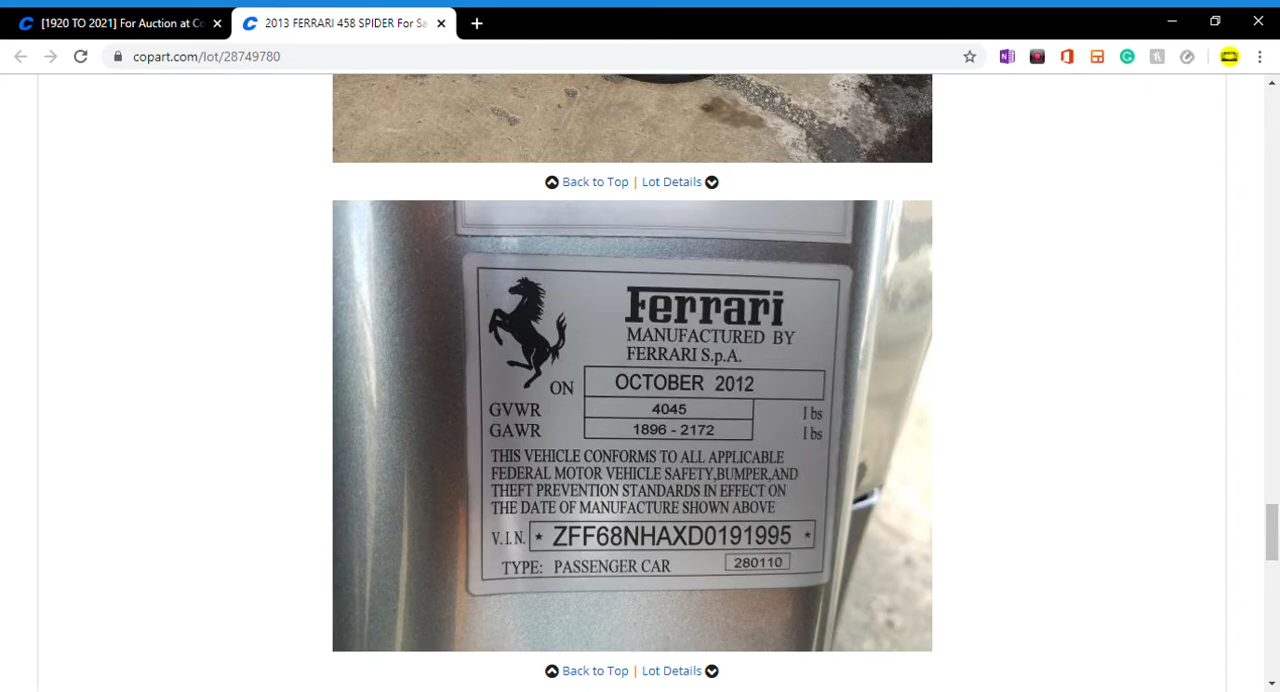 [1920 TO 2021] For Auction at Co
2013 FERRARI 458 SPIDER For Sa
copart.com/lot/28749780
Back to Top | Lot Details
Ferrari
MANUFACTURED BY
FERRARI S.p.A.
ON OCTOBER 2012
GVWR 4045 lbs
GAWR 1896 - 2172 lbs
THIS VEHICLE CONFORMS TO ALL APPLICABLE
FEDERAL MOTOR VEHICLE SAFETY,BUMPER,AND
THEFT PREVENTION STANDARDS IN EFFECT ON
THE DATE OF MANUFACTURE SHOWN ABOVE
V.I.N. * ZFF68NHAXD0191995 *
TYPE: PASSENGER CAR 280110
Back to Top | Lot Details